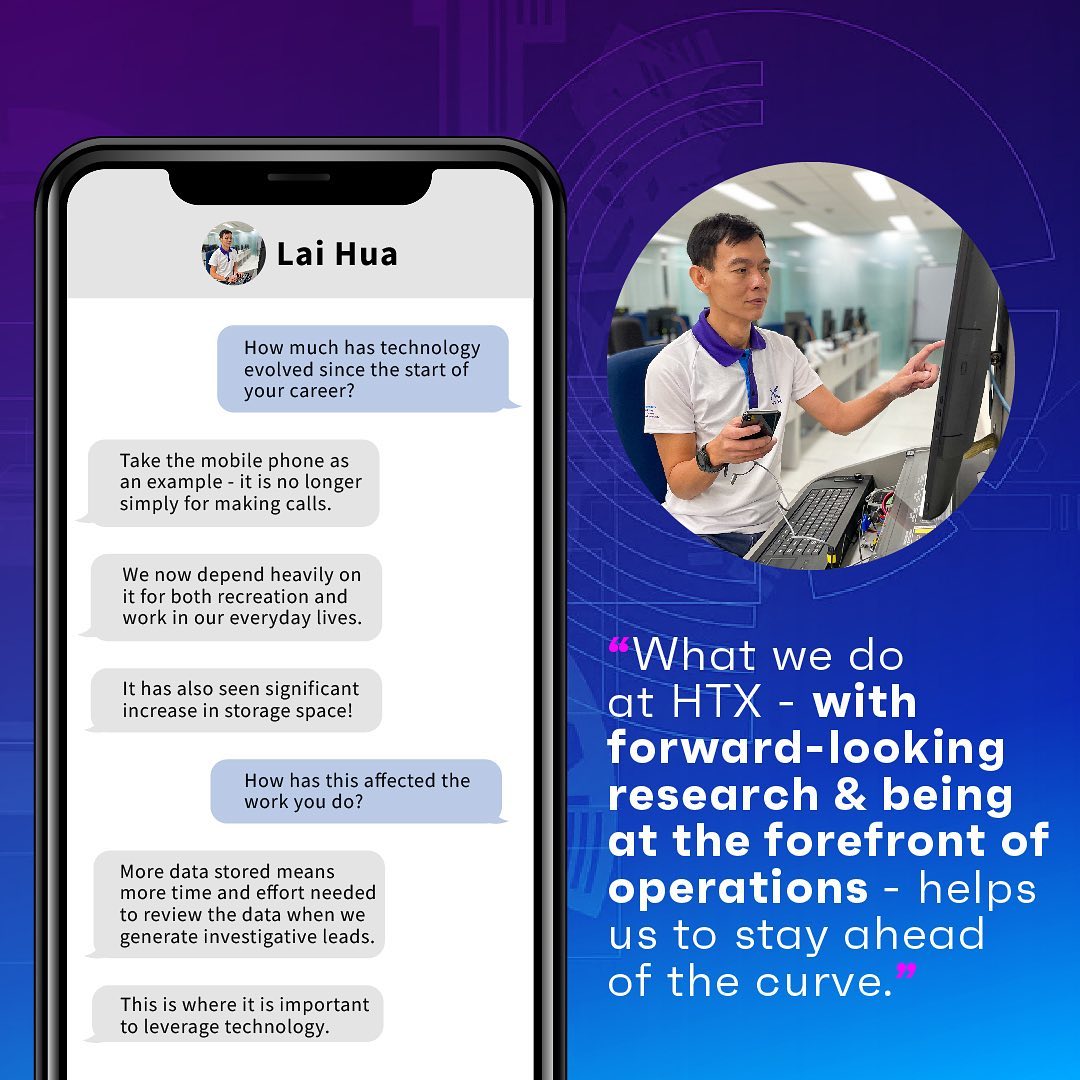 Lai Hua
How much has technology
evolved since the start of
your career?
Take the mobile phone as
an example - it is no longer
simply for making calls.
We now depend heavily on
it for both recreation and
work in our everyday lives.
It has also seen significant
increase in storage space!
How has this affected the
work you do?
More data stored means
more time and effort needed
to review the data when we
generate investigative leads.
This is where it is important
to leverage technology.
“What we do
at HTX - with
forward-looking
research & being
at the forefront of
operations - helps
us to stay ahead
of the curve.”